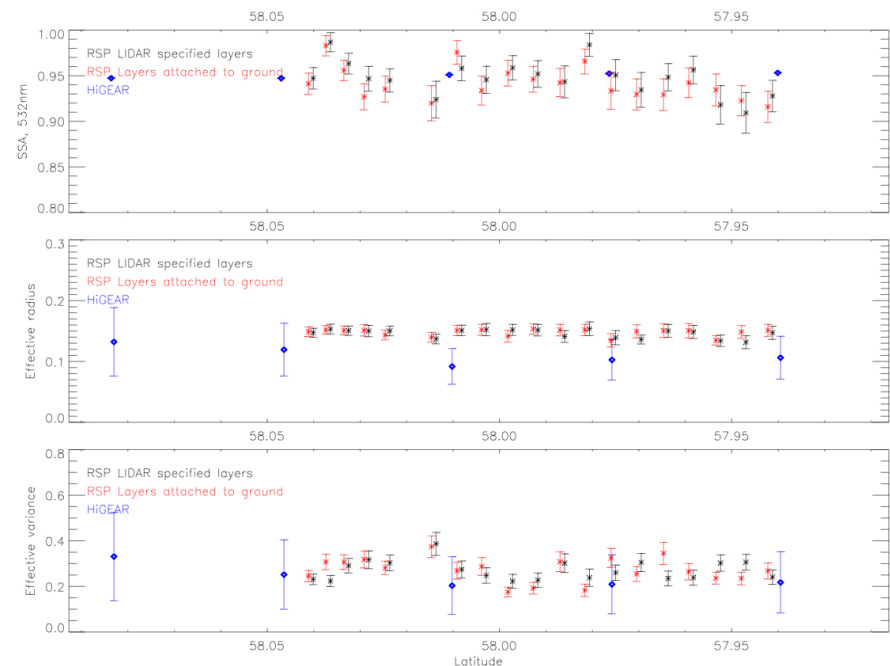 58.05 58.00 57.95
1.00
0.95
0.90
0.85
0.80
SSA, 532nm
RSP LIDAR specified layers
RSP Layers attached to ground
HiGEAR
58.05 58.00 57.95
0.3
0.2
0.1
0.0
Effective radius
RSP LIDAR specified layers
RSP Layers attached to ground
HiGEAR
58.05 58.00 57.95
0.8
0.6
0.4
0.2
0.0
Effective variance
RSP LIDAR specified layers
RSP Layers attached to ground
HiGEAR
58.05 58.00 57.95
Latitude